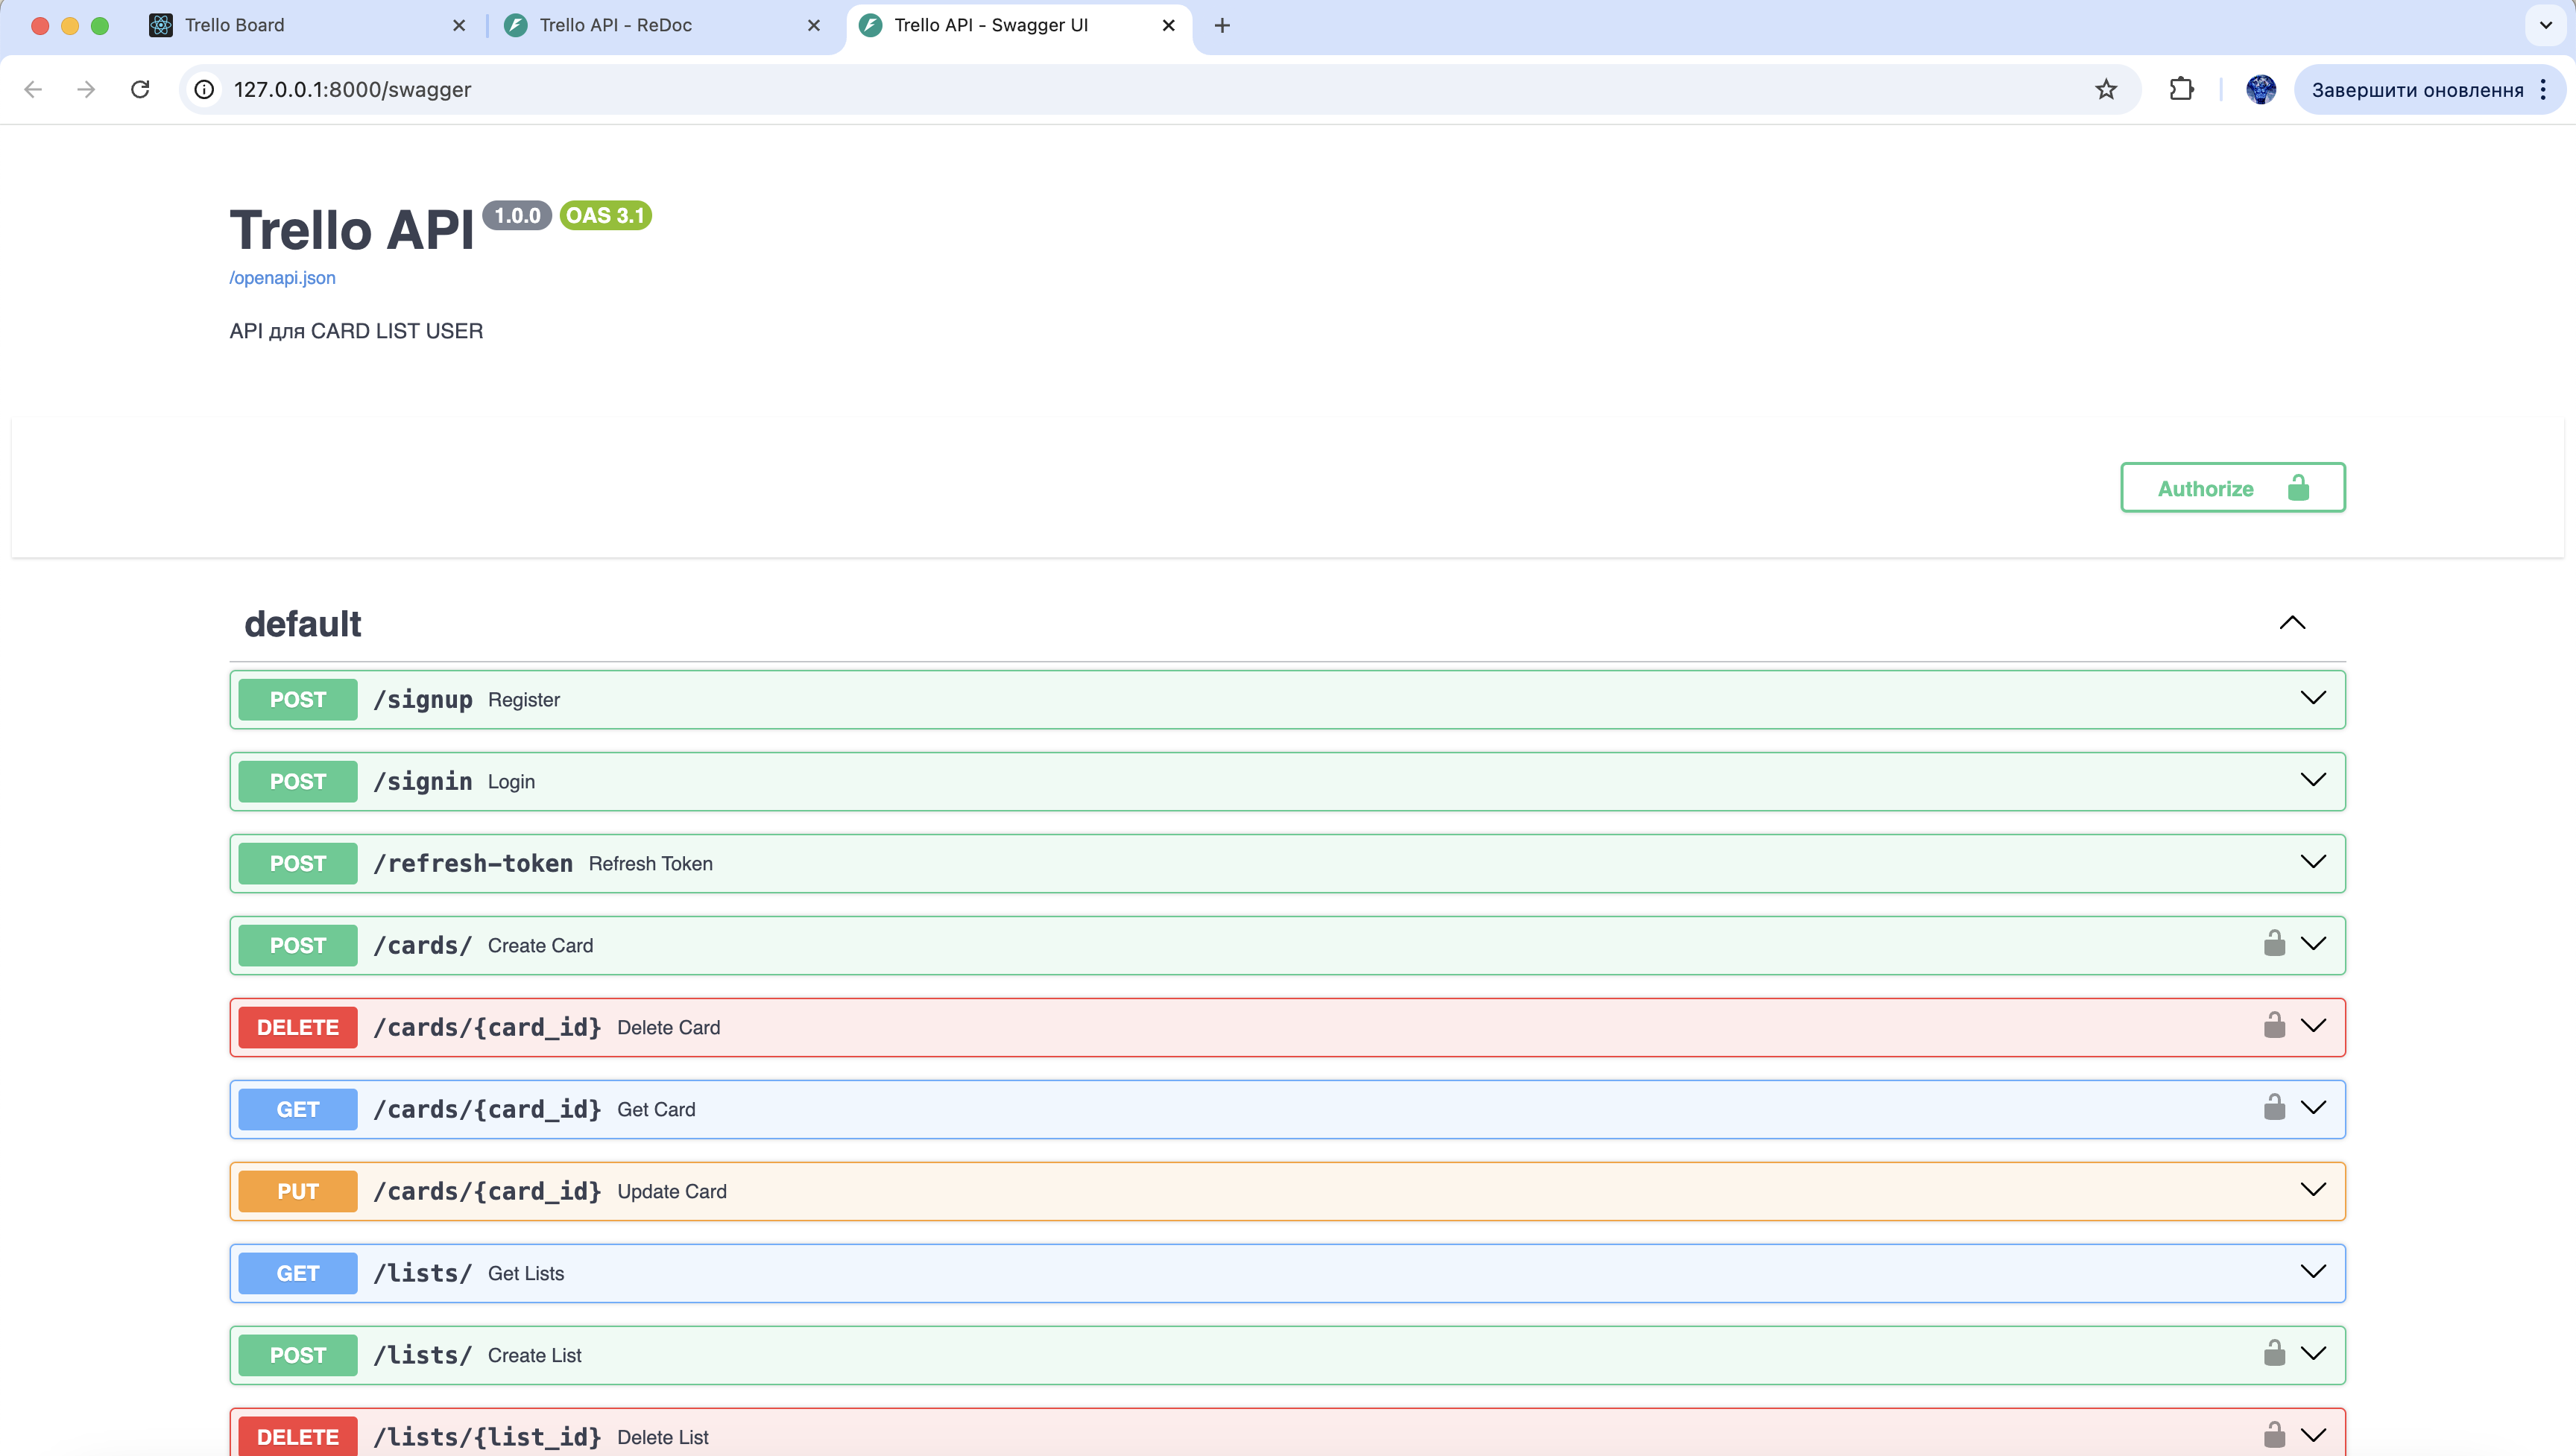 Trello Board
Trello API - ReDoc
Trello API - Swagger UI
127.0.0.1:8000/swagger
Завершити оновлення
Trello API 1.0.0 OAS 3.1
/openapi.json
API для CARD LIST USER
Authorize
default
POST /signup Register
POST /signin Login
POST /refresh-token Refresh Token
POST /cards/ Create Card
DELETE /cards/{card_id} Delete Card
GET /cards/{card_id} Get Card
PUT /cards/{card_id} Update Card
GET /lists/ Get Lists
POST /lists/ Create List
DELETE /lists/{list_id} Delete List